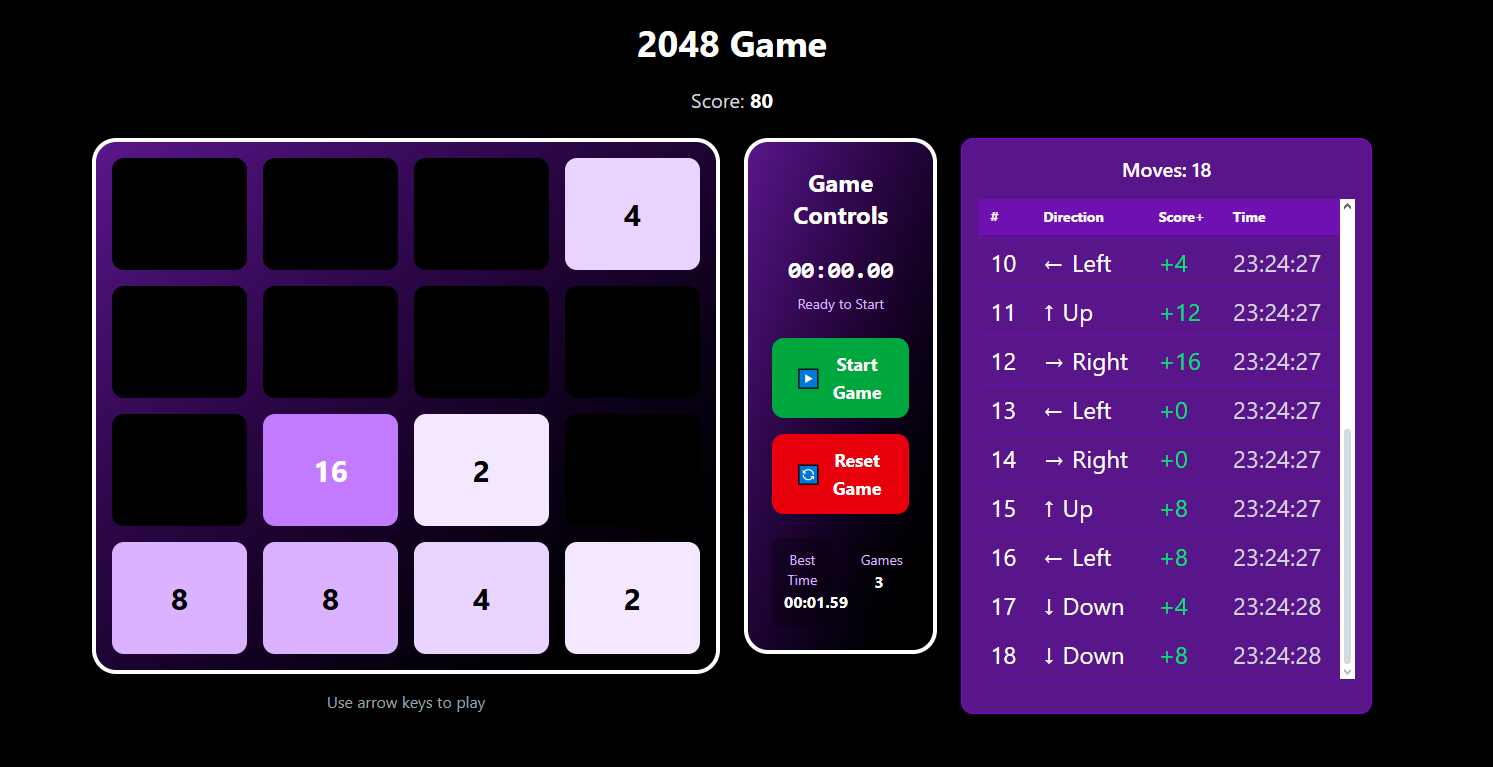 2048 Game
Score: 80
4
16 2
8 8 4 2
Use arrow keys to play
Game
Controls
00:00.00
Ready to Start
Start
Game
Reset
Game
Best
Time
00:01.59
Games
3
Moves: 18
# Direction Score+ Time
10 ← Left +4 23:24:27
11 ↑ Up +12 23:24:27
12 → Right +16 23:24:27
13 ← Left +0 23:24:27
14 → Right +0 23:24:27
15 ↑ Up +8 23:24:27
16 ← Left +8 23:24:27
17 ↓ Down +4 23:24:28
18 ↓ Down +8 23:24:28